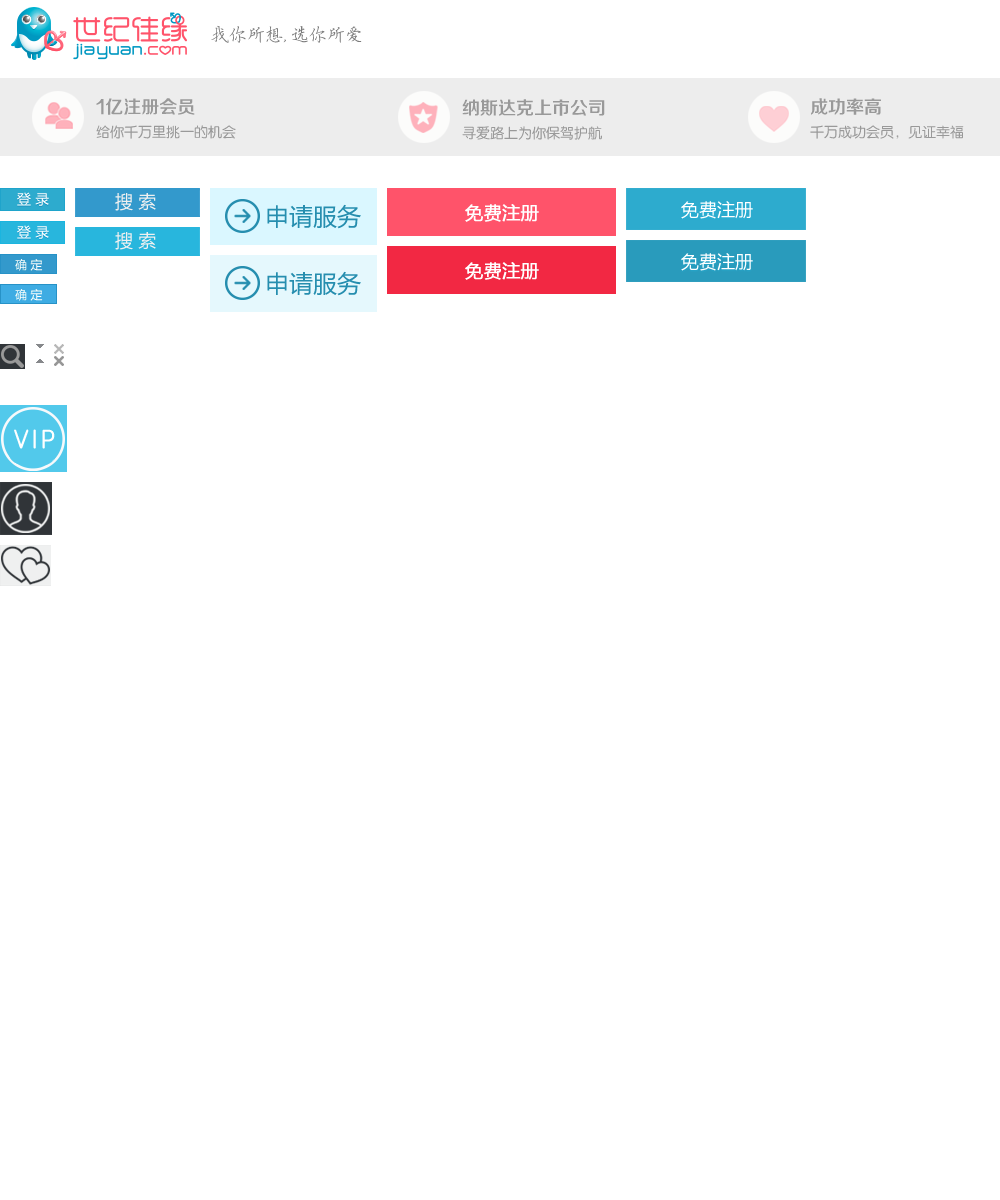 世纪佳缘
jiayuan.com
我你所想,选你所爱
1亿注册会员
给你千万里挑一的机会
纳斯达克上市公司
寻爱路上为你保驾护航
成功率高
千万成功会员，见证幸福
登 录
登 录
确 定
确 定
搜 索
搜 索
申请服务
申请服务
免费注册
免费注册
免费注册
免费注册
VIP